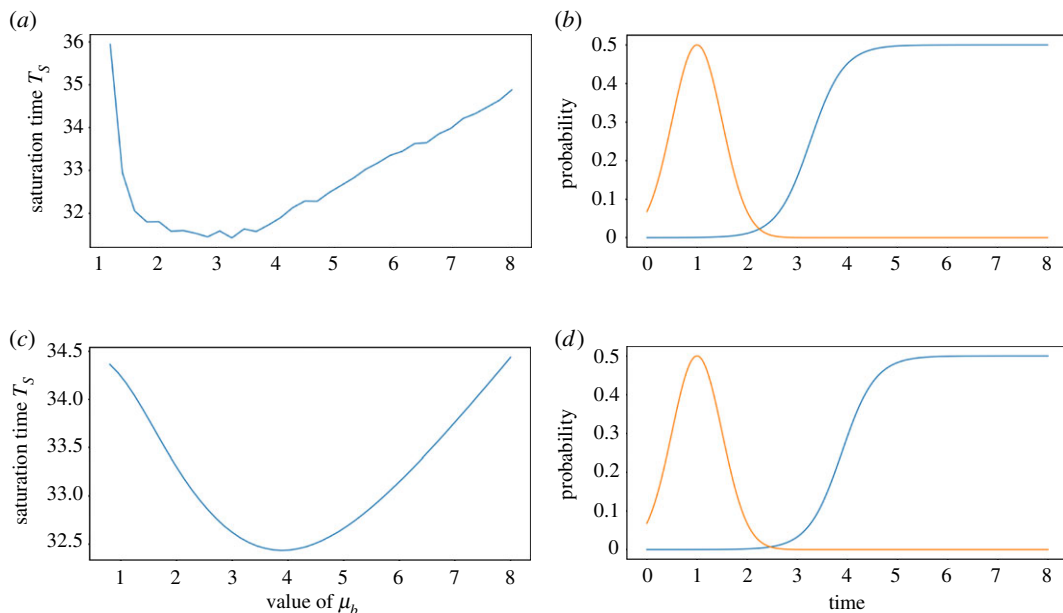 (a)
saturation time T_S
36
35
34
33
32
1 2 3 4 5 6 7 8
(b)
probability
0.5
0.4
0.3
0.2
0.1
0
0 1 2 3 4 5 6 7 8
(c)
saturation time T_S
34.5
34.0
33.5
33.0
32.5
1 2 3 4 5 6 7 8
value of μ_b
(d)
probability
0.5
0.4
0.3
0.2
0.1
0
0 1 2 3 4 5 6 7 8
time